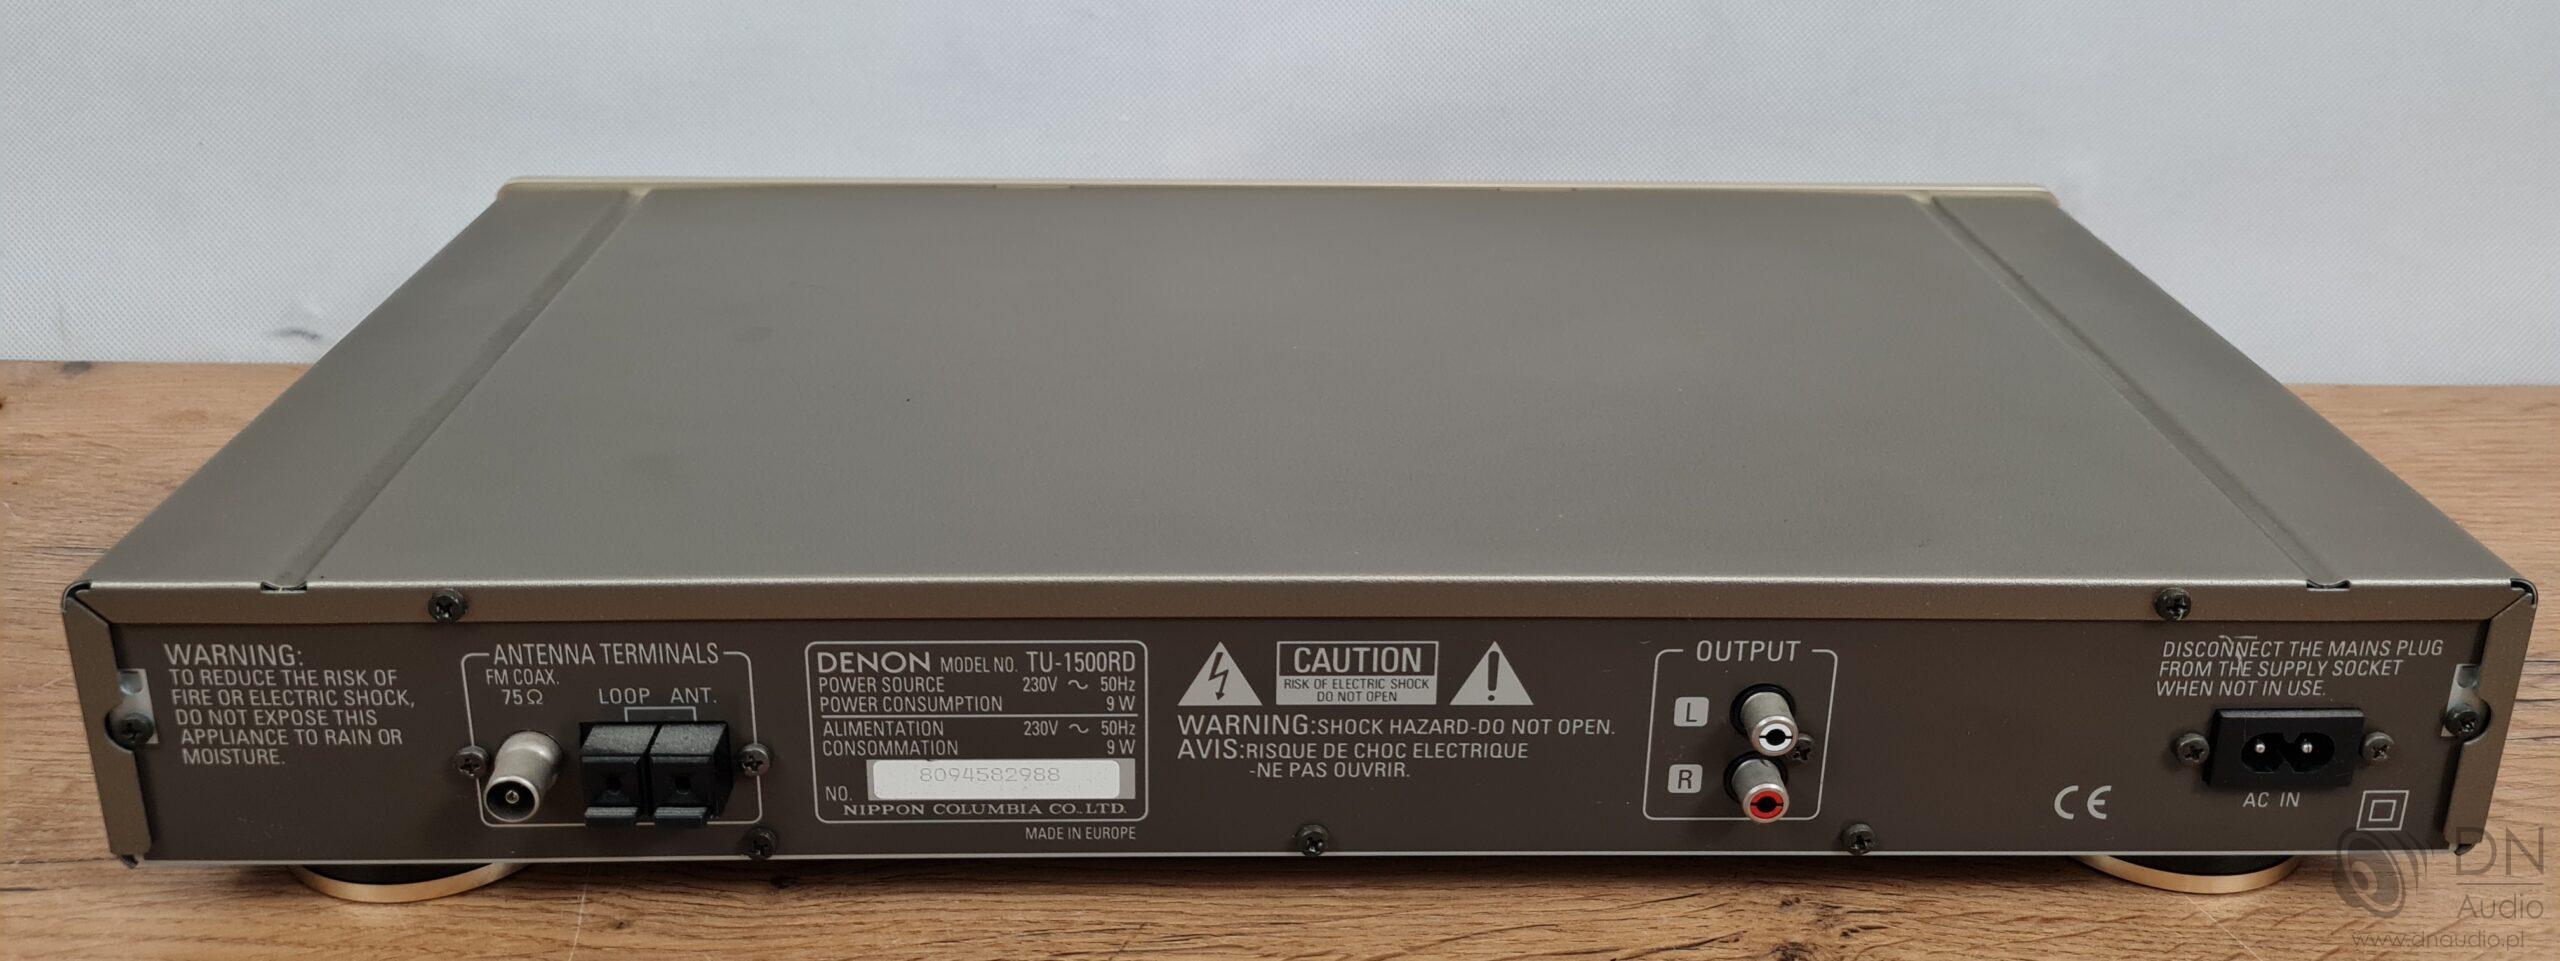 WARNING:
TO REDUCE THE RISK OF
FIRE OR ELECTRIC SHOCK,
DO NOT EXPOSE THIS
APPLIANCE TO RAIN OR
MOISTURE.
ANTENNA TERMINALS
FM COAX.
75Ω
LOOP ANT.
DENON MODEL NO. TU-1500RD
POWER SOURCE 230V ~ 50Hz
POWER CONSUMPTION 9 W
ALIMENTATION 230V ~ 50Hz
CONSOMMATION 9 W
NO. 8094582988
NIPPON COLUMBIA CO.,LTD.
MADE IN EUROPE
CAUTION
RISK OF ELECTRIC SHOCK
DO NOT OPEN
WARNING:SHOCK HAZARD-DO NOT OPEN.
AVIS:RISQUE DE CHOC ELECTRIQUE
-NE PAS OUVRIR.
OUTPUT
L
R
DISCONNECT THE MAINS PLUG
FROM THE SUPPLY SOCKET
WHEN NOT IN USE.
AC IN
CE
DN
Audio
www.dnaudio.pl